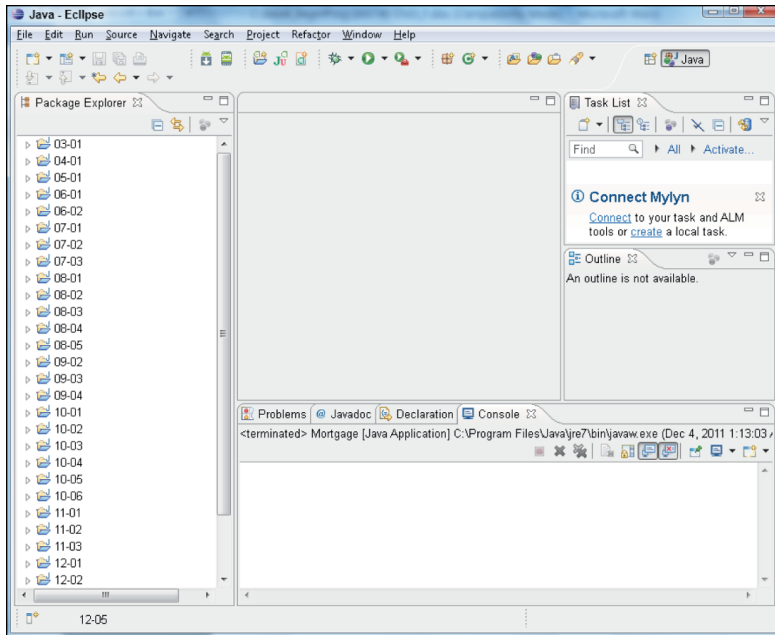 Java - Eclipse
File Edit Run Source Navigate Search Project Refactor Window Help
Java
Package Explorer
03-01
04-01
05-01
06-01
06-02
07-01
07-02
07-03
08-01
08-02
08-03
08-04
08-05
09-02
09-03
09-04
10-01
10-02
10-03
10-04
10-05
10-06
11-01
11-02
11-03
12-01
12-02
Task List
Find All Activate...
Connect Mylyn
Connect to your task and ALM
tools or create a local task.
Outline
An outline is not available.
Problems @ Javadoc Declaration Console
<terminated> Mortgage [Java Application] C:\Program Files\Java\jre7\bin\javaw.exe (Dec 4, 2011 1:13:03
12-05